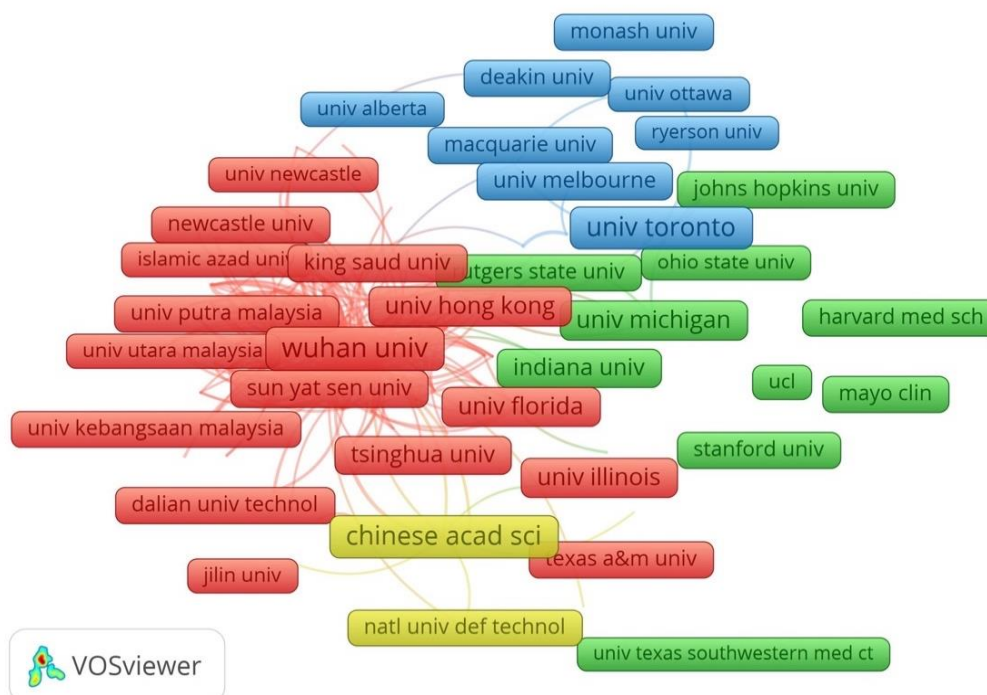 monash univ
deakin univ
univ ottawa
univ alberta
ryerson univ
macquarie univ
univ melbourne
univ newcastle
johns hopkins univ
newcastle univ
univ toronto
islamic azad univ
king saud univ
rutgers state univ
ohio state univ
univ putra malaysia
univ hong kong
univ michigan
harvard med sch
univ utara malaysia
wuhan univ
indiana univ
ucl
mayo clin
sun yat sen univ
univ florida
univ kebangsaan malaysia
tsinghua univ
stanford univ
univ illinois
dalian univ technol
chinese acad sci
texas a&m univ
jilin univ
natl univ def technol
univ texas southwestern med ct
VOSviewer